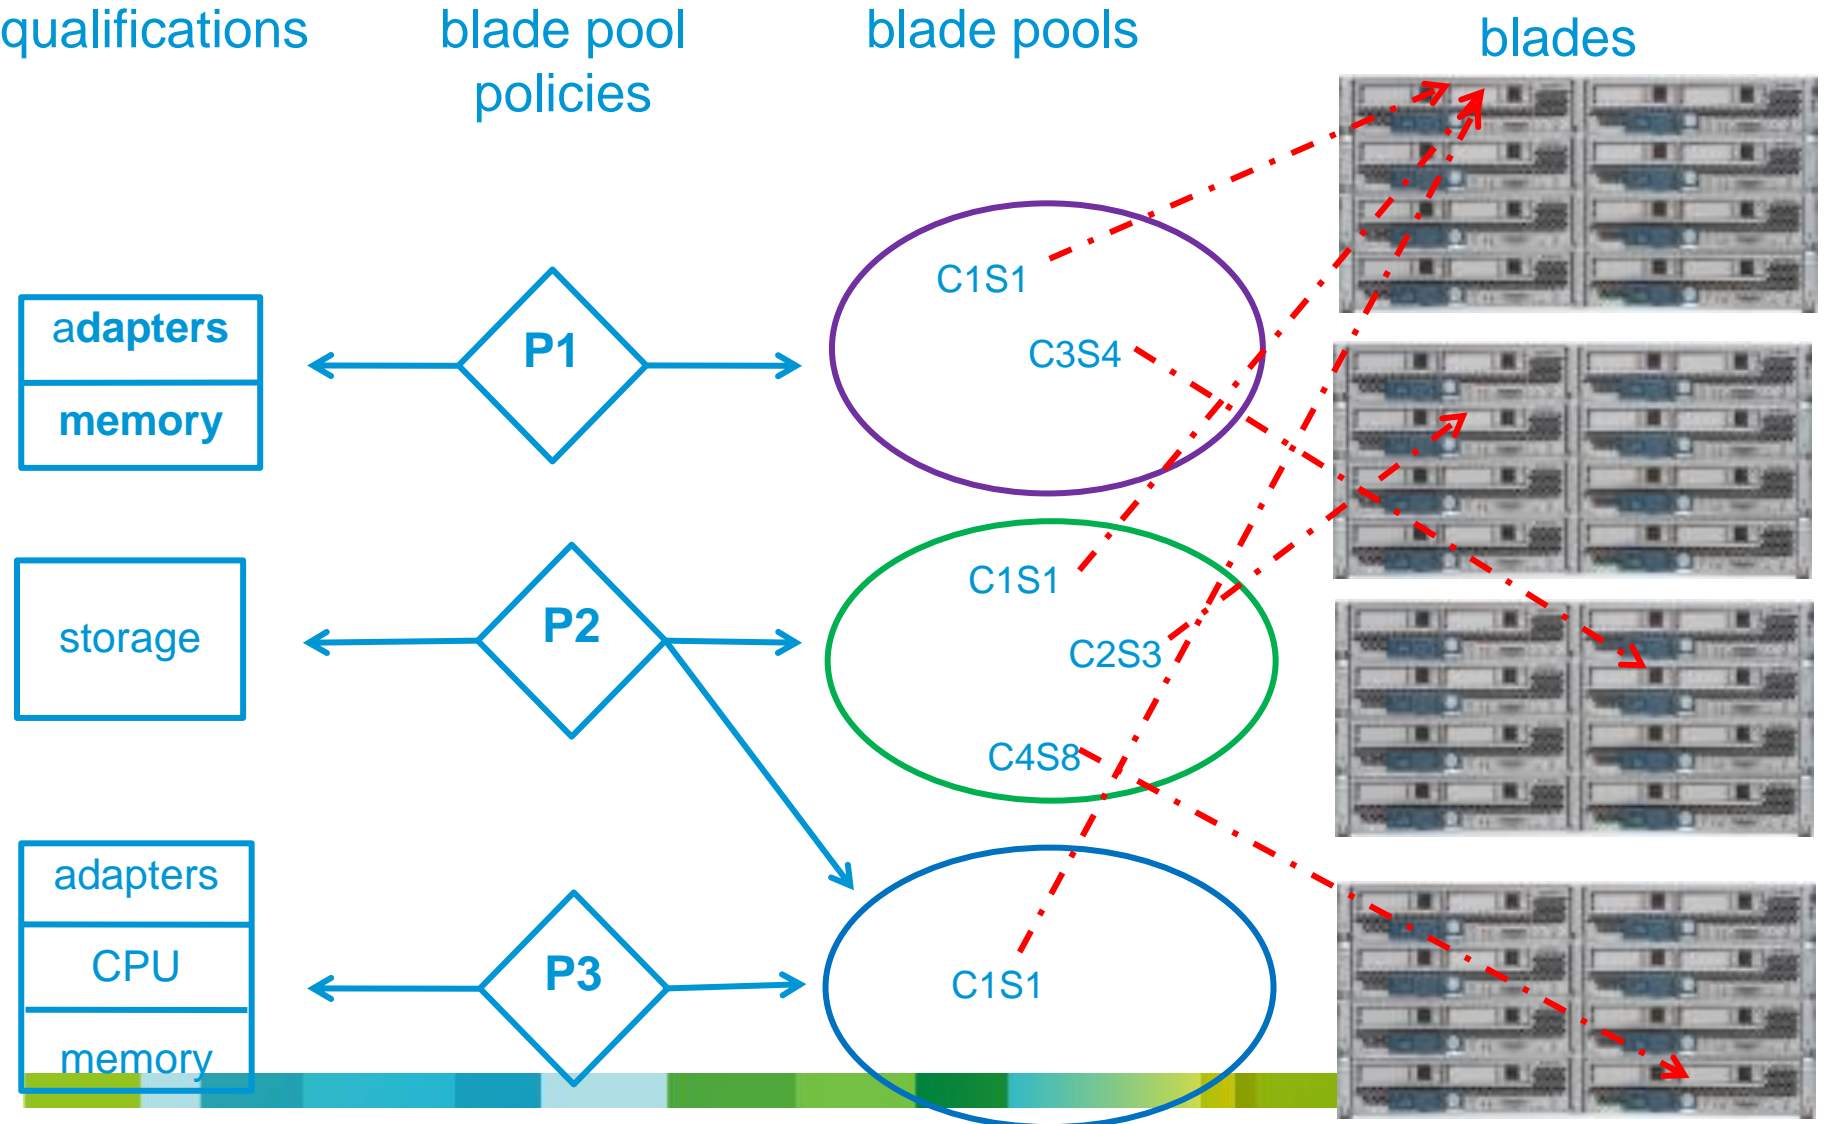 qualifications
blade pool
policies
blade pools
blades
adapters
memory
P1
C1S1
C3S4
storage
P2
C1S1
C2S3
C4S8
adapters
CPU
memory
P3
C1S1